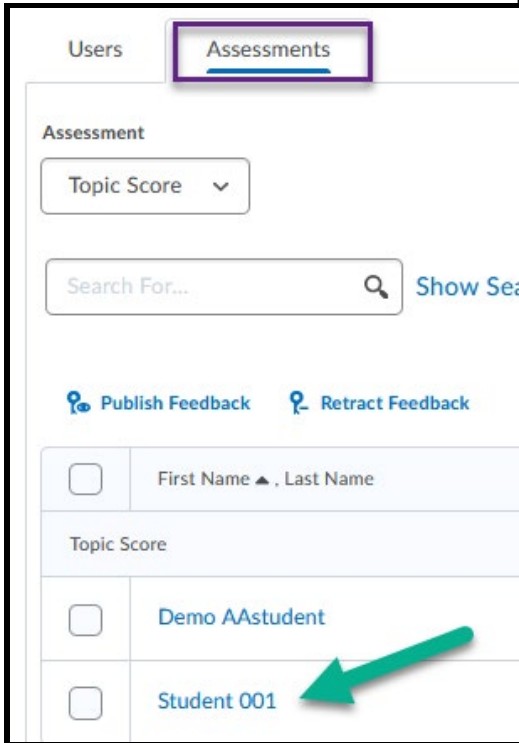 Users Assessments
Assessment
Topic Score
Search For... Show Sea
Publish Feedback Retract Feedback
First Name ▲ , Last Name
Topic Score
Demo AAstudent
Student 001